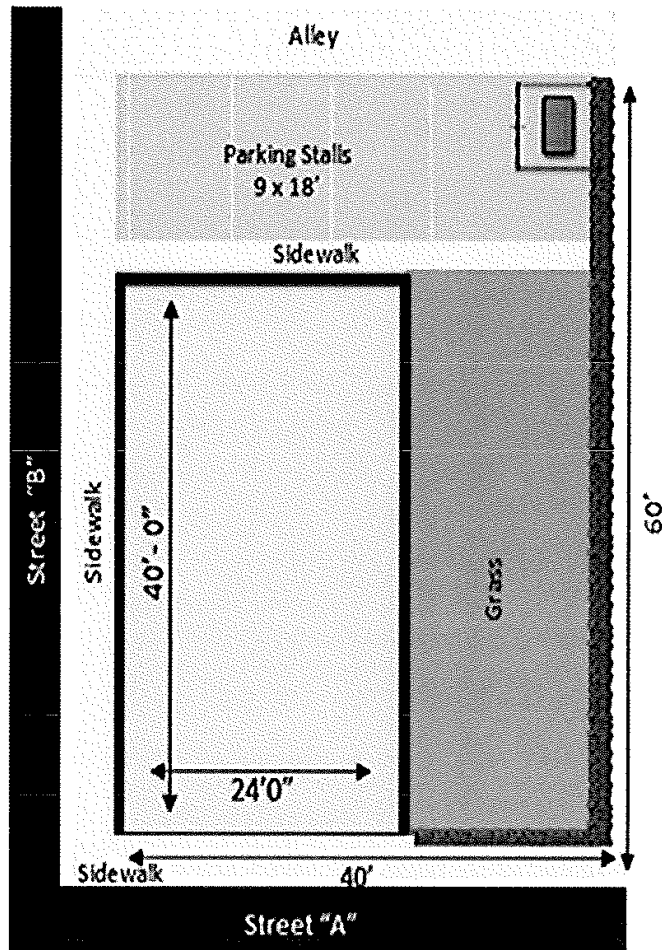 Alley
Parking Stalls
9 x 18'
Sidewalk
Street "B"
Sidewalk
40'- 0"
Grass
60'
24'0"
Sidewalk
40'
Street "A"